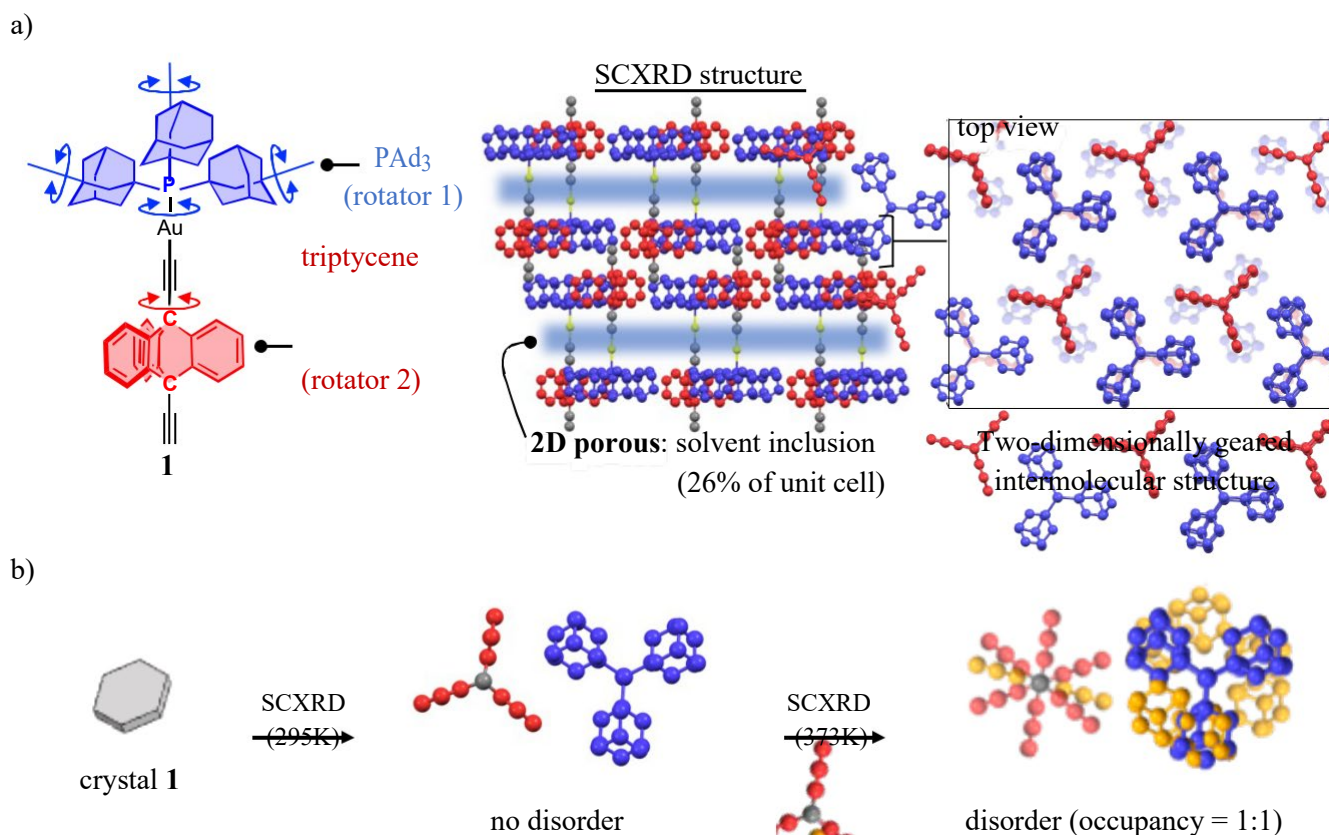 a)
SCXRD structure
top view
PAd3
(rotator 1)
P
Au
triptycene
C
(rotator 2)
C
1
2D porous: solvent inclusion
(26% of unit cell)
Two-dimensionally geared
intermolecular structure
b)
SCXRD
(295K)
SCXRD
(373K)
crystal 1
no disorder
disorder (occupancy = 1:1)